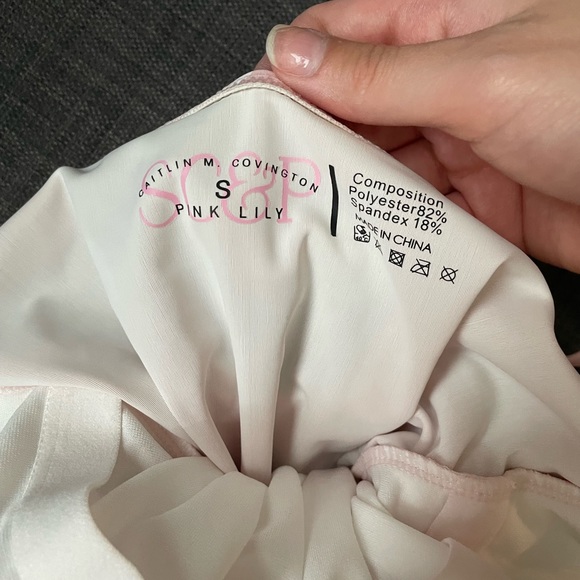 CAITLIN M. COVINGTON
SC&P
S
PINK LILY
Composition
Polyester82%
Spandex 18%
MADE IN CHINA